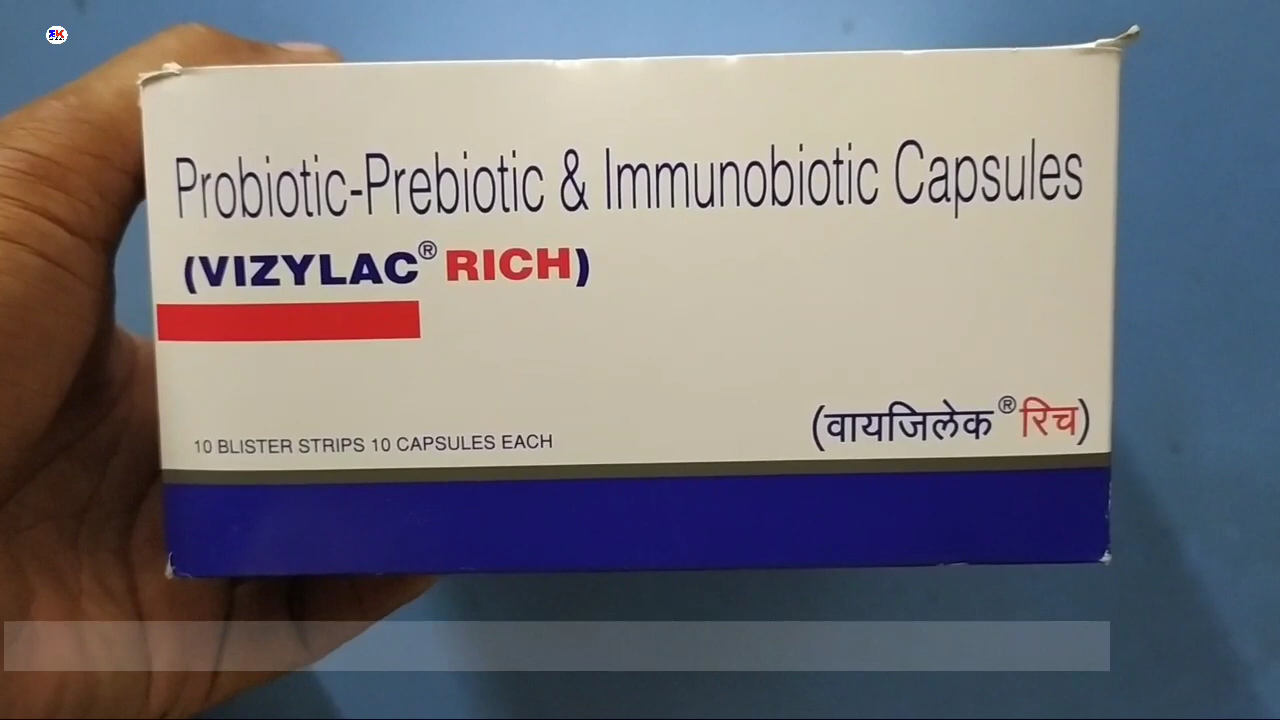 Probiotic-Prebiotic & Immunobiotic Capsules
(VIZYLAC® RICH)
10 BLISTER STRIPS 10 CAPSULES EACH
(वायजिलेक® रिच)